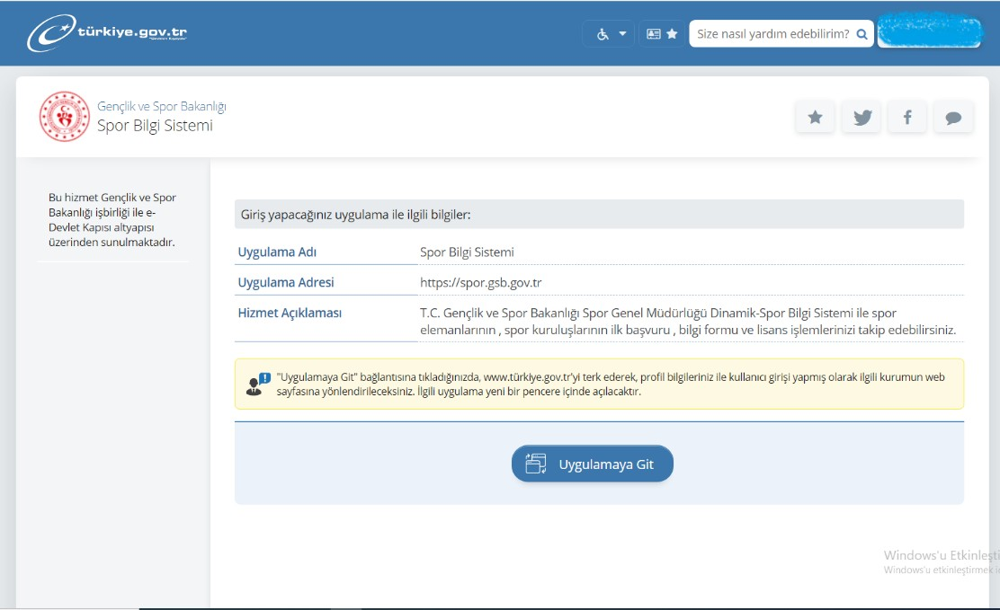 türkiye.gov.tr
Size nasıl yardım edebilirim?
Gençlik ve Spor Bakanlığı
Spor Bilgi Sistemi
Bu hizmet Gençlik ve Spor
Bakanlığı işbirliği ile e-
Devlet Kapısı altyapısı
üzerinden sunulmaktadır.
Giriş yapacağınız uygulama ile ilgili bilgiler:
Uygulama Adı
Spor Bilgi Sistemi
Uygulama Adresi
https://spor.gsb.gov.tr
Hizmet Açıklaması
T.C. Gençlik ve Spor Bakanlığı Spor Genel Müdürlüğü Dinamik-Spor Bilgi Sistemi ile spor
elemanlarının , spor kuruluşlarının ilk başvuru , bilgi formu ve lisans işlemlerinizi takip edebilirsiniz.
"Uygulamaya Git" bağlantısına tıkladığınızda, www.türkiye.gov.tr'yi terk ederek, profil bilgileriniz ile kullanıcı girişi yapmış olarak ilgili kurumun web
sayfasına yönlendirileceksiniz. İlgili uygulama yeni bir pencere içinde açılacaktır.
Uygulamaya Git
Windows'u Etkinleşti
Windows'u etkinleştirmek i